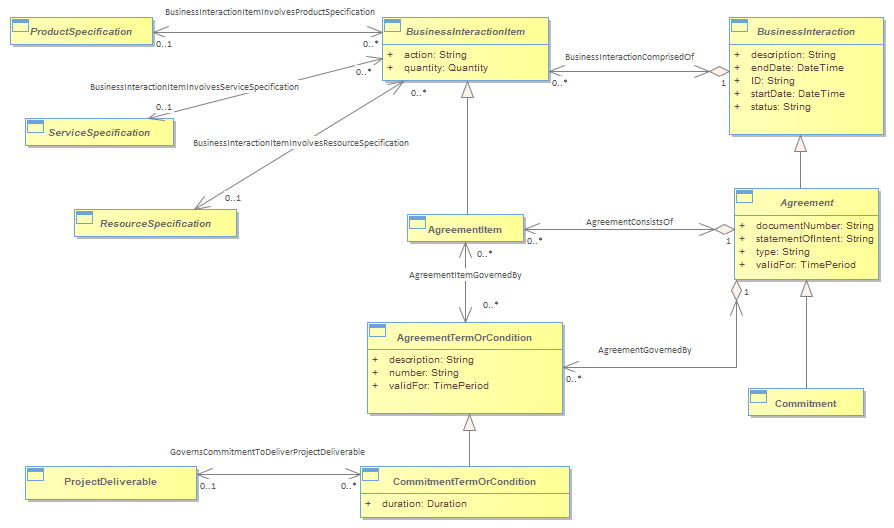 BusinessInteractionItemInvolvesProductSpecification
ProductSpecification
0..1
0..*
BusinessInteractionItem
+ action: String
+ quantity: Quantity
BusinessInteraction
+ description: String
+ endDate: DateTime
+ ID: String
+ startDate: DateTime
+ status: String
BusinessInteractionComprisedOf
0..*
1
0..*
BusinessInteractionItemInvolvesServiceSpecification
0..1
ServiceSpecification
0..*
BusinessInteractionItemInvolvesResourceSpecification
0..1
ResourceSpecification
Agreement
+ documentNumber: String
+ statementOfIntent: String
+ type: String
+ validFor: TimePeriod
AgreementItem
AgreementConsistsOf
0..*
1
0..*
AgreementItemGovernedBy
0..*
1
AgreementTermOrCondition
+ description: String
+ number: String
+ validFor: TimePeriod
AgreementGovernedBy
0..*
Commitment
GovernsCommitmentToDeliverProjectDeliverable
ProjectDeliverable
0..1
0..*
CommitmentTermOrCondition
+ duration: Duration